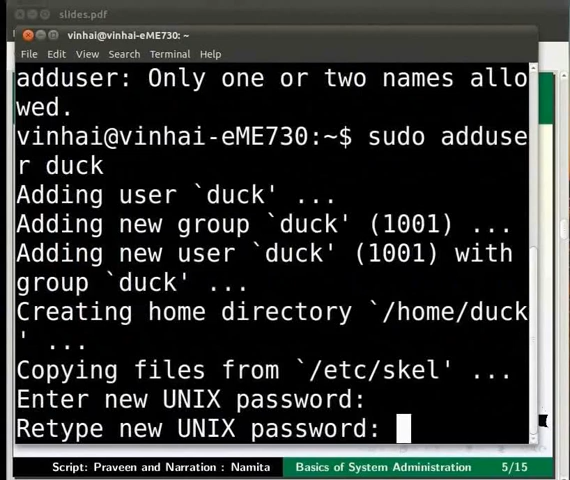 slides.pdf
vinhai@vinhai-eME730: ~
File Edit View Search Terminal Help
adduser: Only one or two names allo
wed.
vinhai@vinhai-eME730:~$ sudo adduse
r duck
Adding user `duck' ...
Adding new group `duck' (1001) ...
Adding new user `duck' (1001) with
group `duck' ...
Creating home directory `/home/duck
' ...
Copying files from `/etc/skel' ...
Enter new UNIX password:
Retype new UNIX password:
Script: Praveen and Narration : Namita Basics of System Administration 5/15